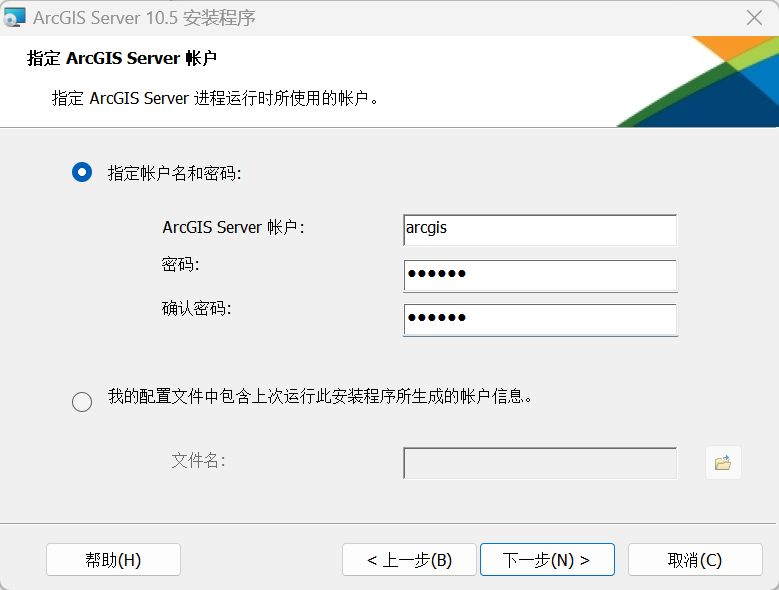 ArcGIS Server 10.5 安装程序
指定 ArcGIS Server 帐户
指定 ArcGIS Server 进程运行时所使用的帐户。
指定帐户名和密码:
ArcGIS Server 帐户:
arcgis
密码:
●●●●●●
确认密码:
●●●●●●
我的配置文件中包含上次运行此安装程序所生成的帐户信息。
文件名:
帮助(H)
< 上一步(B)
下一步(N) >
取消(C)